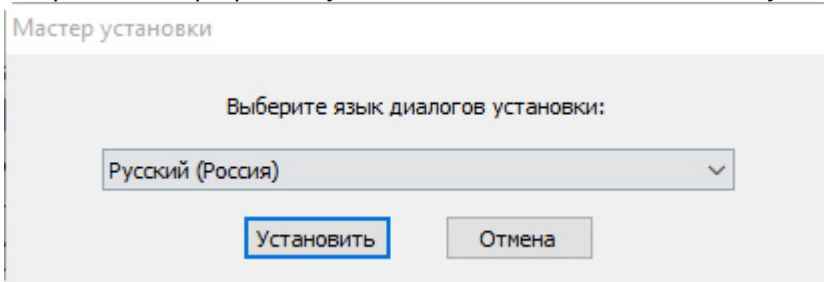 Мастер установки
Выберите язык диалогов установки:
Русский (Россия)
Установить
Отмена